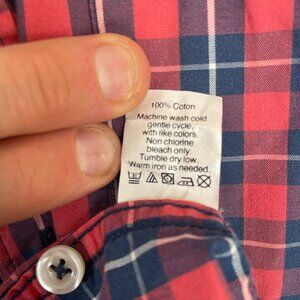 100% Coton
Machine wash cold
gentle cycle,
with like colors.
Non chlorine
bleach only.
Tumble dry low.
Warm iron as needed.